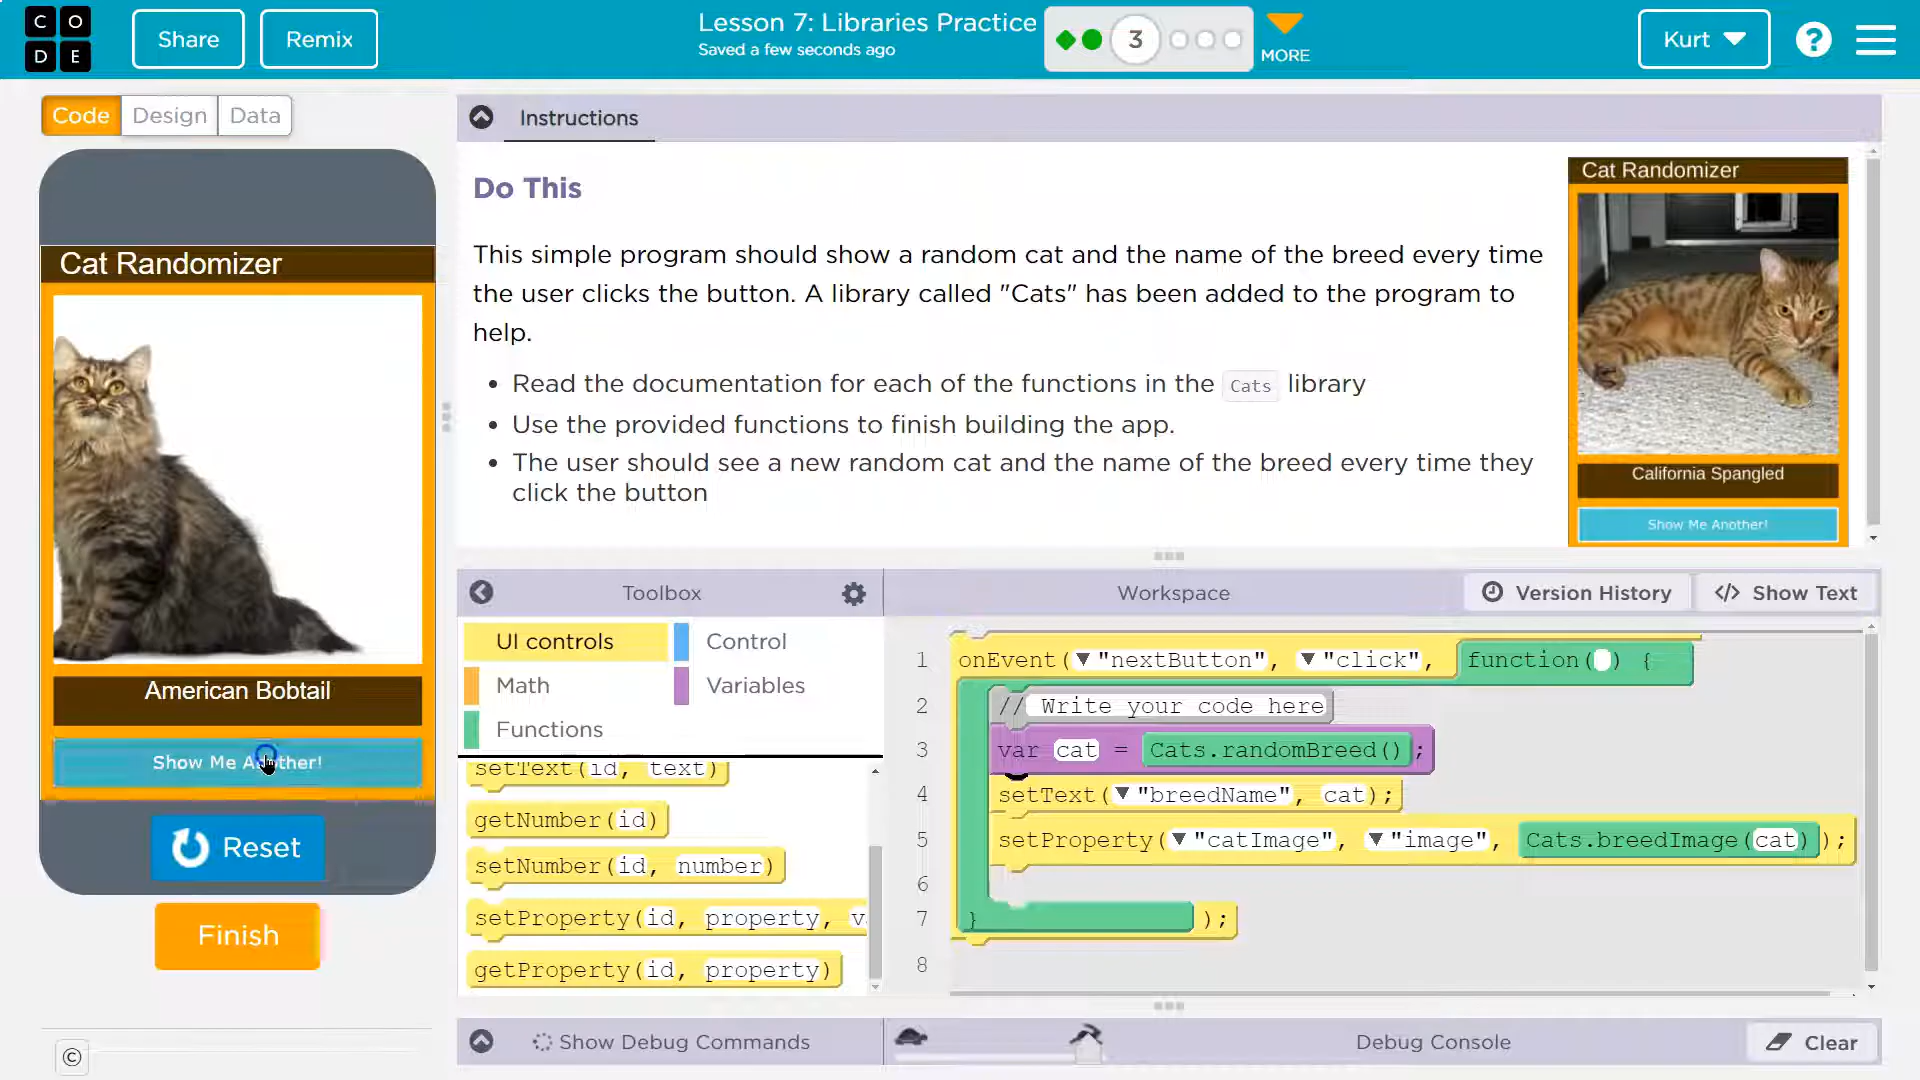 CO
DE
Share
Remix
Lesson 7: Libraries Practice
Saved a few seconds ago
3
MORE
Kurt
?
Code
Design
Data
Instructions
Do This
This simple program should show a random cat and the name of the breed every time
the user clicks the button. A library called "Cats" has been added to the program to
help.
Read the documentation for each of the functions in the Cats library
Use the provided functions to finish building the app.
The user should see a new random cat and the name of the breed every time they
click the button
Cat Randomizer
California Spangled
Show Me Another!
Cat Randomizer
American Bobtail
Show Me Another!
Reset
Finish
©
Toolbox
UI controls
Control
Math
Variables
Functions
setText(id, text)
getNumber(id)
setNumber(id, number)
setProperty(id, property, v
getProperty(id, property)
Workspace
Version History
</> Show Text
1 onEvent(▼"nextButton", ▼"click", function() {
2 // Write your code here
3 var cat = Cats.randomBreed();
4 setText(▼"breedName", cat);
5 setProperty(▼"catImage", ▼"image", Cats.breedImage(cat));
6
7 } );
8
Show Debug Commands
Debug Console
Clear